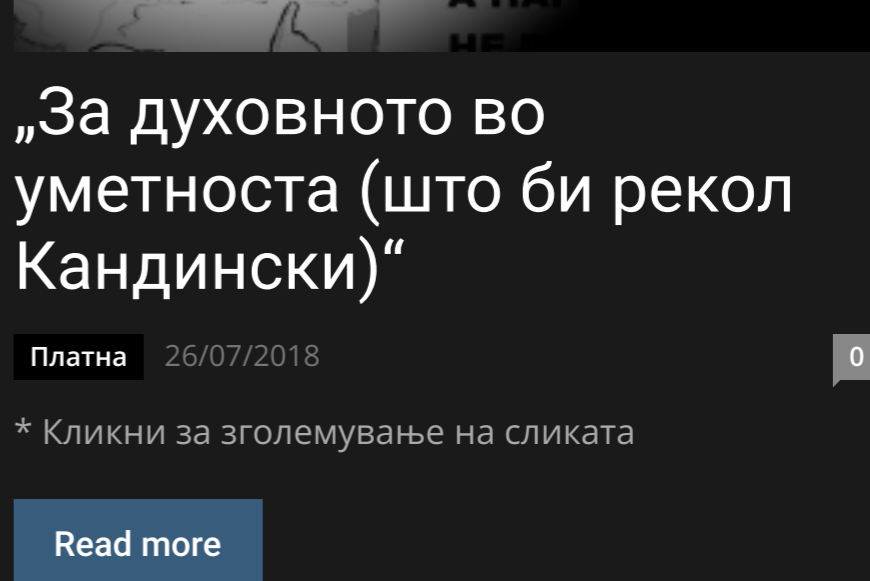 НЕ
„За духовното во
уметноста (што би рекол
Кандински)“
Платна 26/07/2018 0
* Кликни за зголемување на сликата
Read more